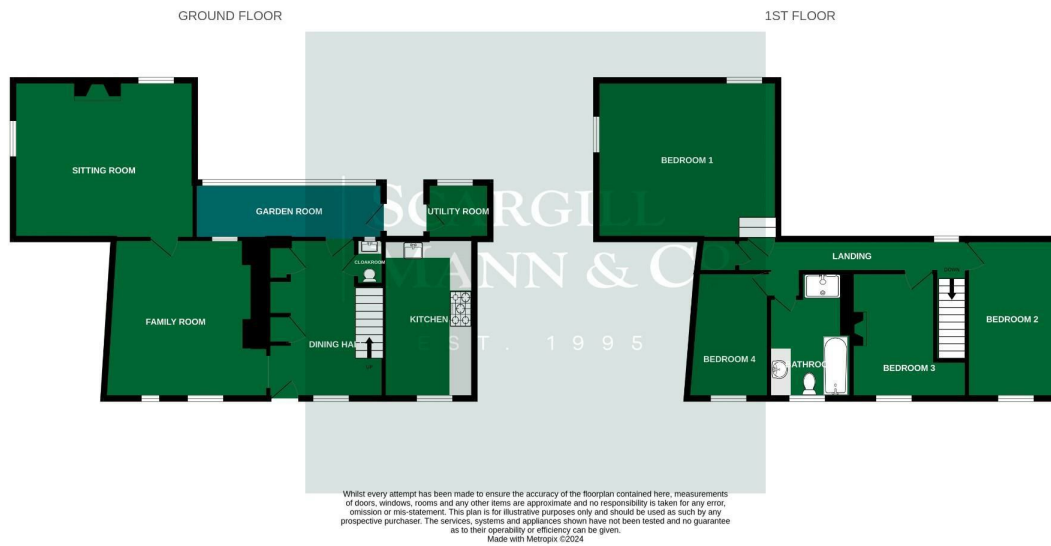 GROUND FLOOR
1ST FLOOR
SITTING ROOM
BEDROOM 1
GARDEN ROOM
UTILITY ROOM
SCARGILL
MANN & CO
EST. 1995
CLOAKROOM
LANDING
FAMILY ROOM
KITCHEN
DINING HAL
UP
DOWN
BEDROOM 2
BEDROOM 4
BATHROO
BEDROOM 3
Whilst every attempt has been made to ensure the accuracy of the floorplan contained here, measurements
of doors, windows, rooms and any other items are approximate and no responsibility is taken for any error,
omission or mis-statement. This plan is for illustrative purposes only and should be used as such by any
prospective purchaser. The services, systems and appliances shown have not been tested and no guarantee
as to their operability or efficiency can be given.
Made with Metropix ©2024